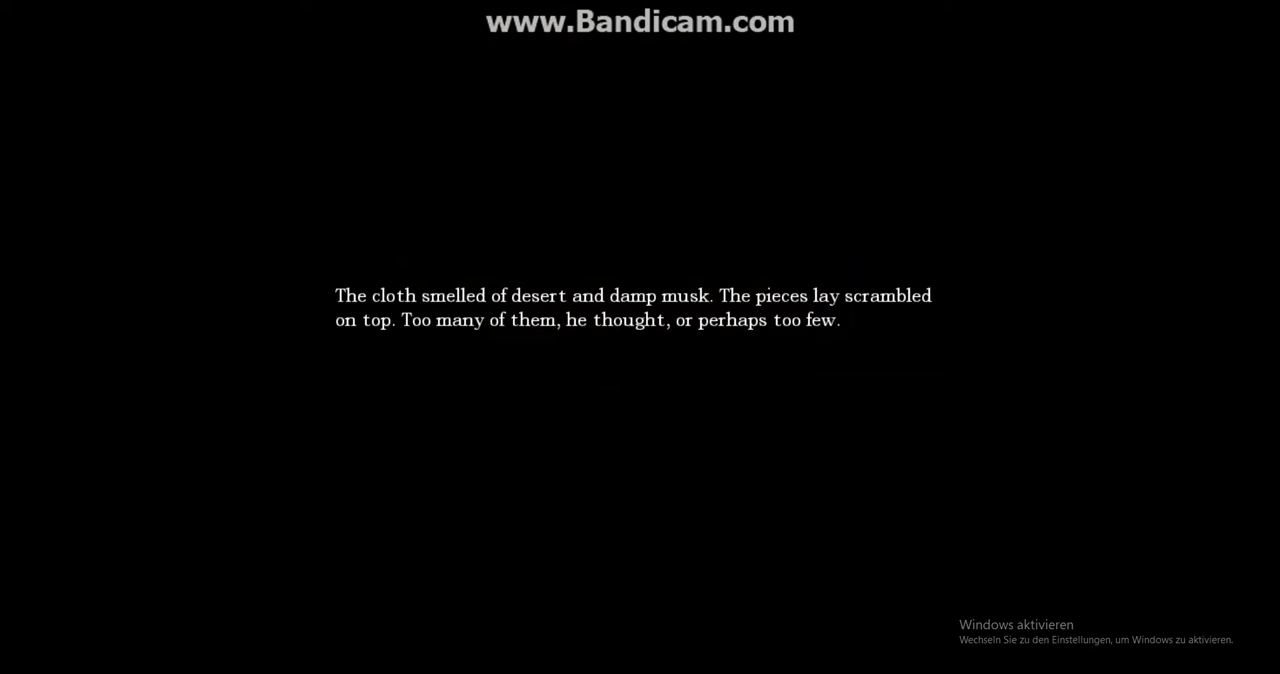 www.Bandicam.com
The cloth smelled of desert and damp musk. The pieces lay scrambled
on top. Too many of them, he thought, or perhaps too few.
Windows aktivieren
Wechseln Sie zu den Einstellungen, um Windows zu aktivieren.